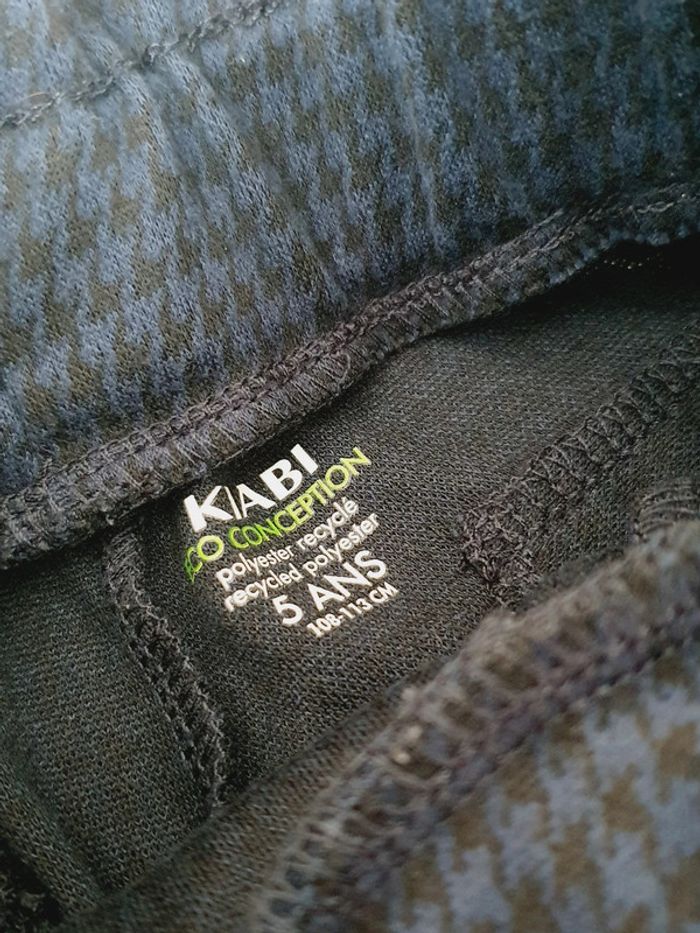 KIABI
ECO CONCEPTION
polyester recyclé
recycled polyester
5 ANS
108-113 CM